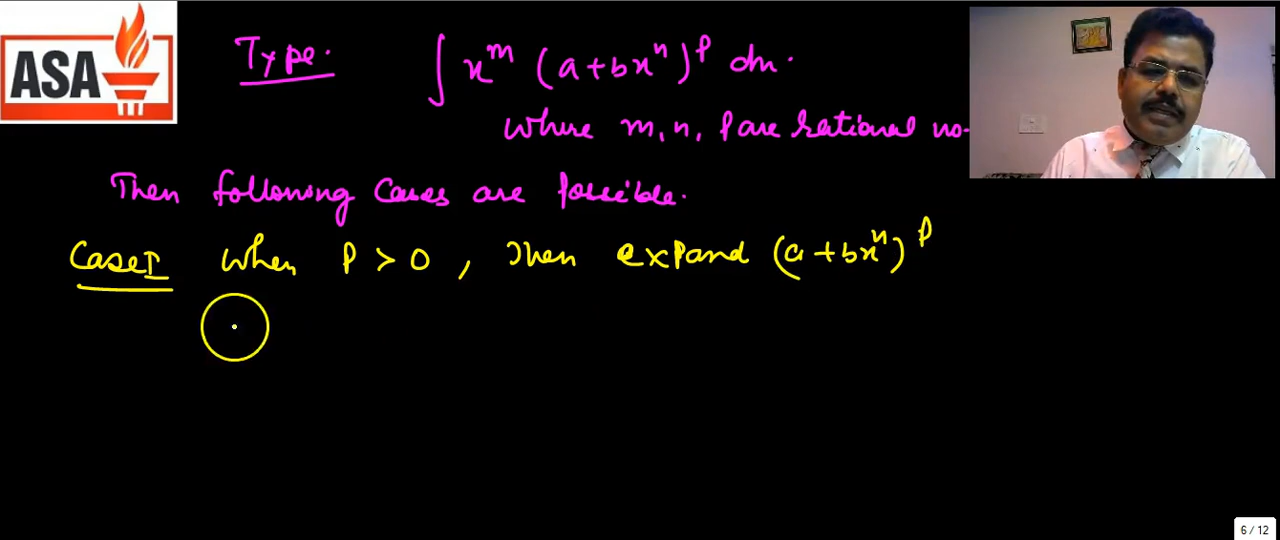 ASA
Type. ∫ x^m (a+bx^n)^p dx.
where m, n, p are rational no.
Then following cases are possible.
Case I when P > 0, Then expand (a+bx^n)^p
6 / 12